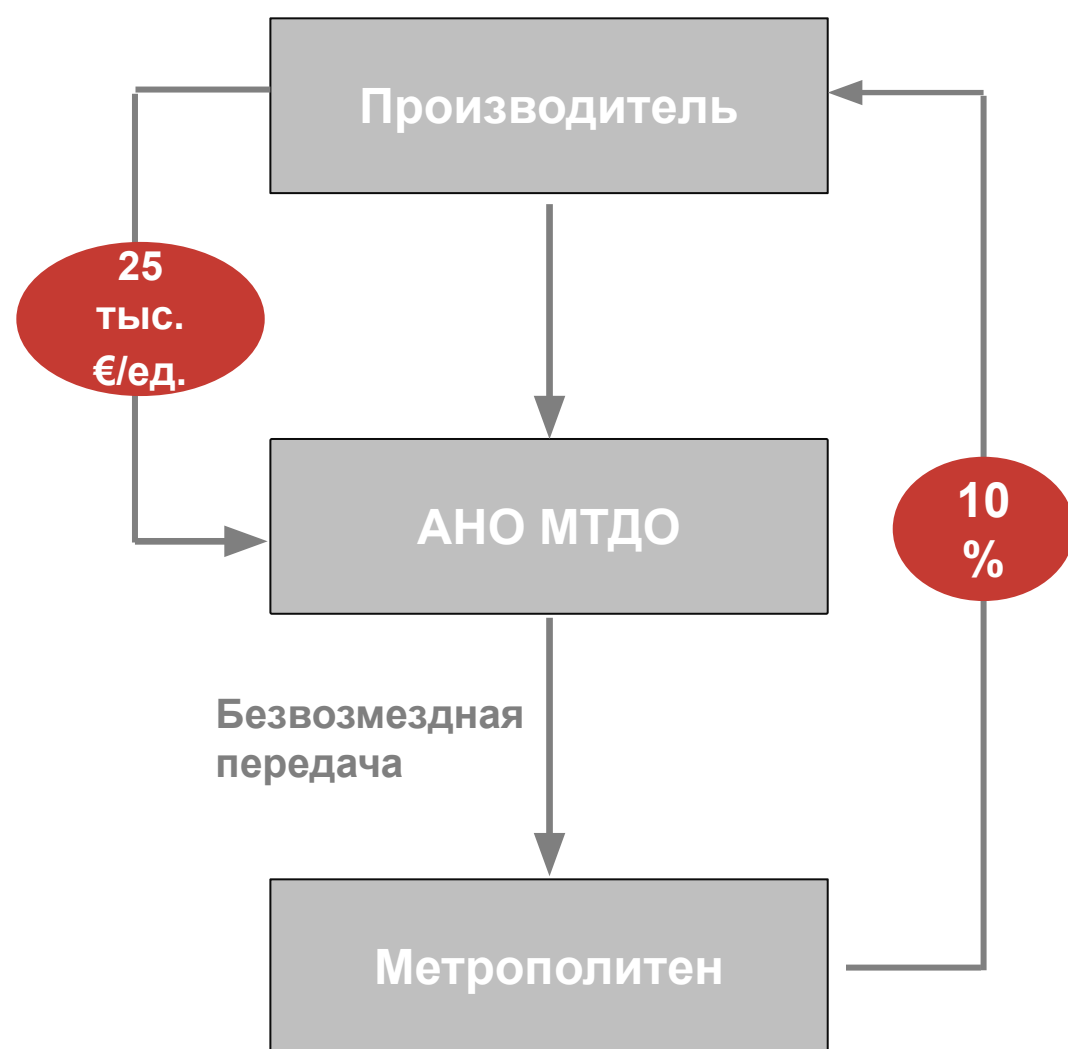 Производитель
25
тыс.
€/ед.
АНО МТДО
10
%
Безвозмездная
передача
Метрополитен